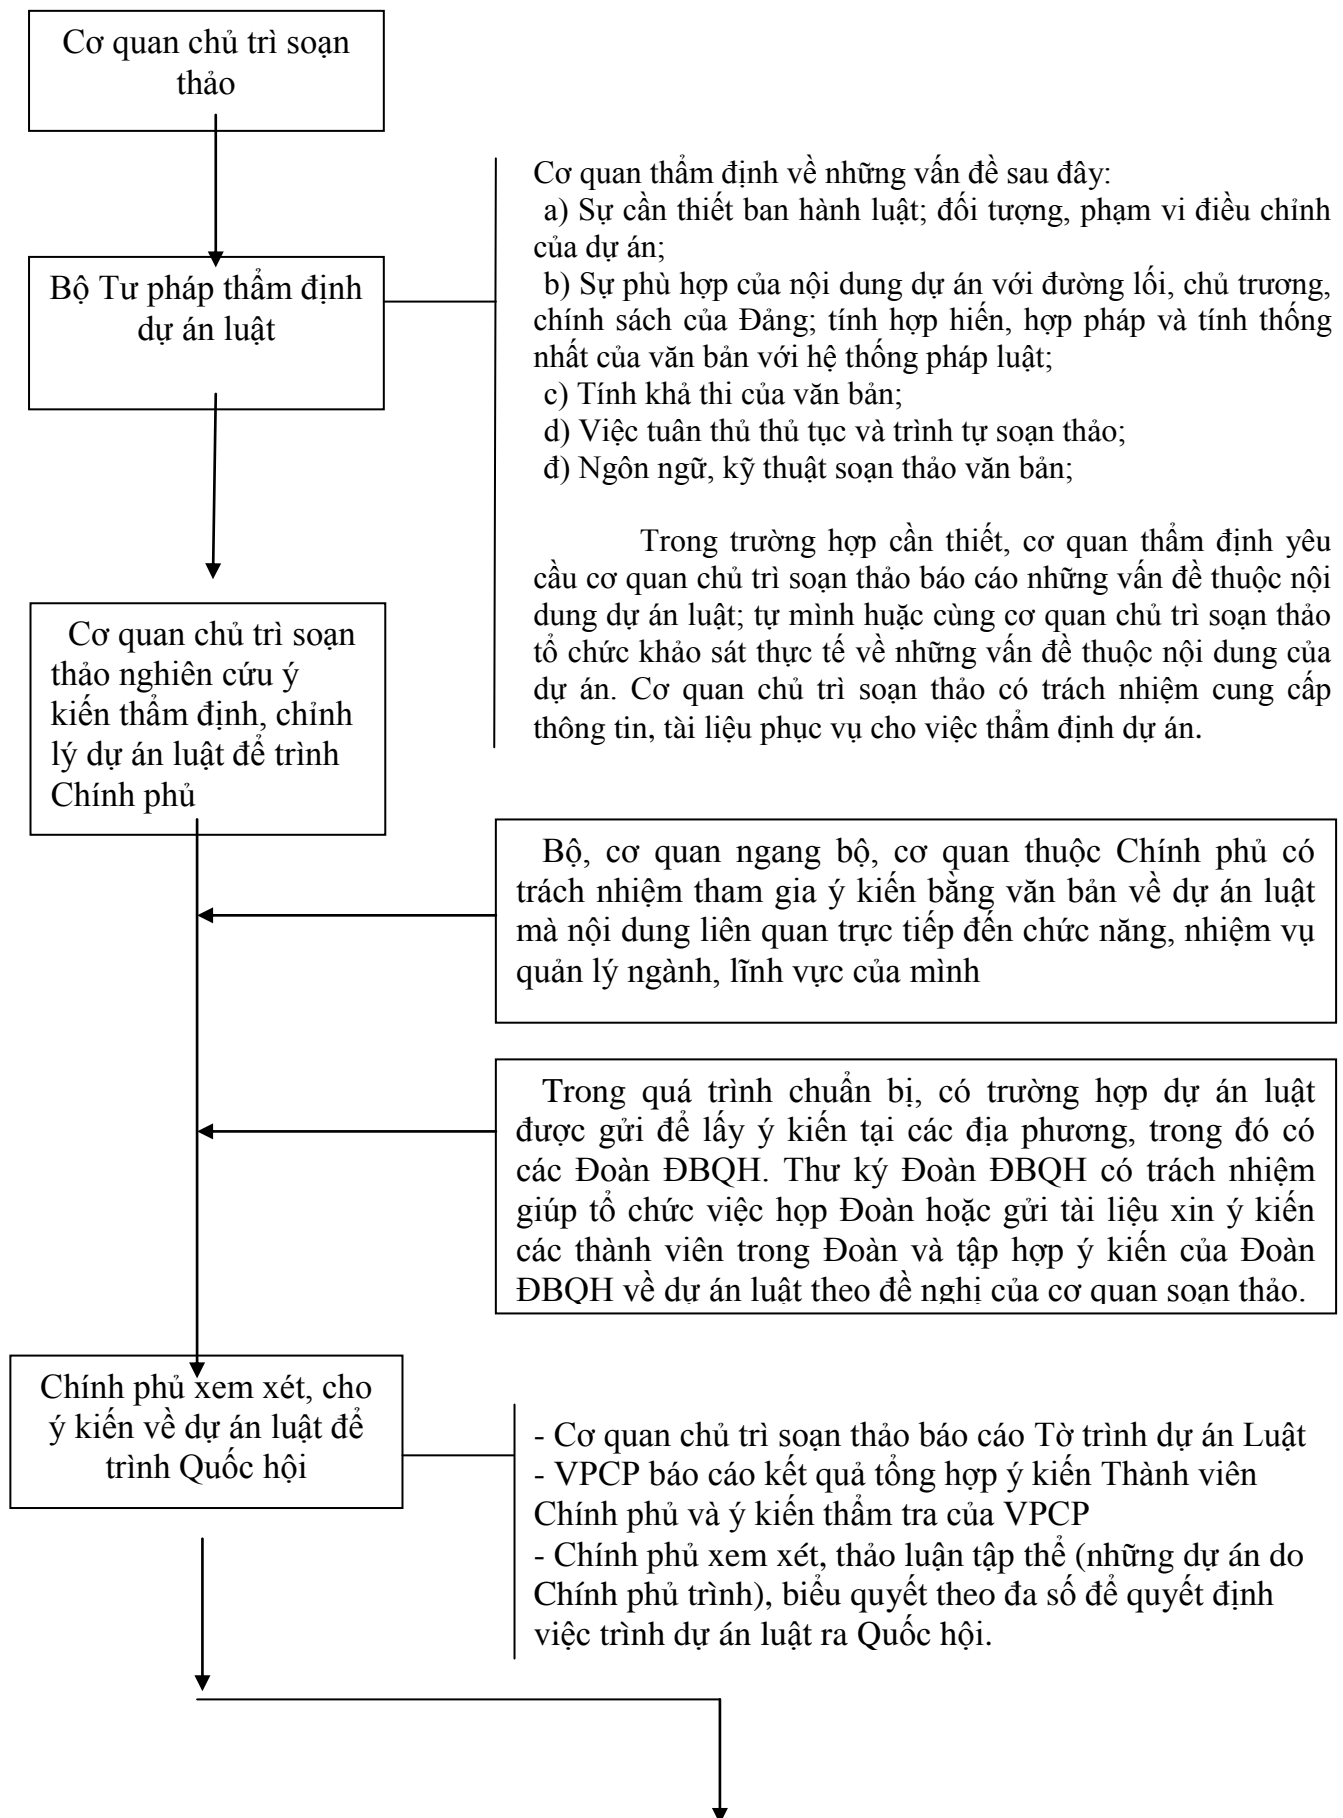 Cơ quan chủ trì soạn
thảo
Cơ quan thẩm định về những vấn đề sau đây:
a) Sự cần thiết ban hành luật; đối tượng, phạm vi điều chỉnh
của dự án;
b) Sự phù hợp của nội dung dự án với đường lối, chủ trương,
chính sách của Đảng; tính hợp hiến, hợp pháp và tính thống
nhất của văn bản với hệ thống pháp luật;
c) Tính khả thi của văn bản;
d) Việc tuân thủ thủ tục và trình tự soạn thảo;
đ) Ngôn ngữ, kỹ thuật soạn thảo văn bản;
Trong trường hợp cần thiết, cơ quan thẩm định yêu
cầu cơ quan chủ trì soạn thảo báo cáo những vấn đề thuộc nội
dung dự án luật; tự mình huặc cùng cơ quan chủ trì soạn thảo
tổ chức khảo sát thực tế về những vấn đề thuộc nội dung của
dự án. Cơ quan chủ trì soạn thảo có trách nhiệm cung cấp
thông tin, tài liệu phục vụ cho việc thẩm định dự án.
Bộ Tư pháp thẩm định
dự án luật
Cơ quan chủ trì soạn
thảo nghiên cứu ý
kiến thẩm định, chỉnh
lý dự án luật để trình
Chính phủ
Bộ, cơ quan ngang bộ, cơ quan thuộc Chính phủ có
trách nhiệm tham gia ý kiến bằng văn bản về dự án luật
mà nội dung liên quan trực tiếp đến chức năng, nhiệm vụ
quản lý ngành, lĩnh vực của mình
Trong quá trình chuẩn bị, có trường hợp dự án luật
được gửi để lấy ý kiến tại các địa phương, trong đó có
các Đoàn ĐBQH. Thư ký Đoàn ĐBQH có trách nhiệm
giúp tổ chức việc họp Đoàn hoặc gửi tài liệu xin ý kiến
các thành viên trong Đoàn và tập hợp ý kiến của Đoàn
ĐBQH về dự án luật theo đề nghị của cơ quan soạn thảo.
Chính phủ xem xét, cho
ý kiến về dự án luật để
trình Quốc hội
- Cơ quan chủ trì soạn thảo báo cáo Tờ trình dự án Luật
- VPCP báo cáo kết quả tổng hợp ý kiến Thành viên
Chính phủ và ý kiến thẩm tra của VPCP
- Chính phủ xem xét, thảo luận tập thể (những dự án do
Chính phủ trình), biểu quyết theo đa số để quyết định
việc trình dự án luật ra Quốc hội.